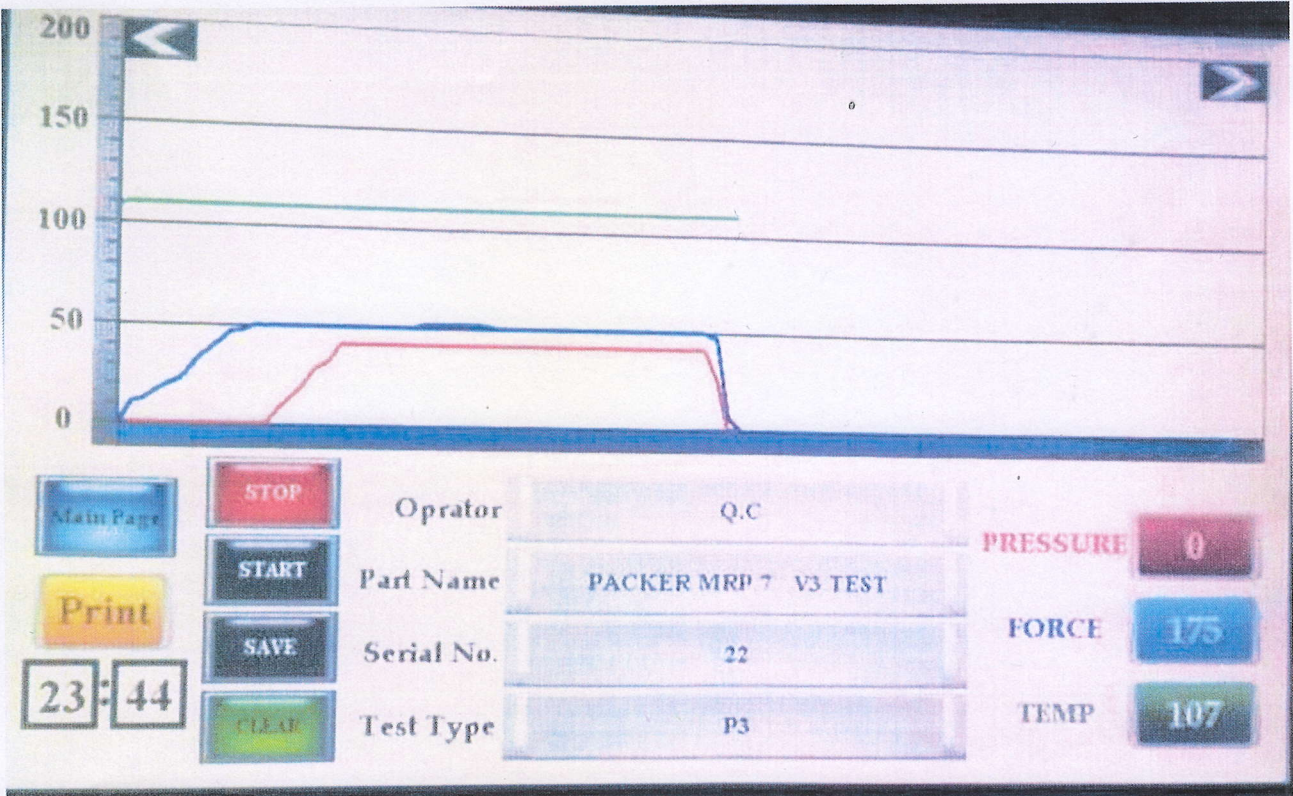 200
150
100
50
0
Main Page
Print
23:44
STOP
START
SAVE
CLEAR
Oprator Q.C
Part Name PACKER MRP 7 V3 TEST
Serial No. 22
Test Type P3
PRESSURE 0
FORCE 175
TEMP 107